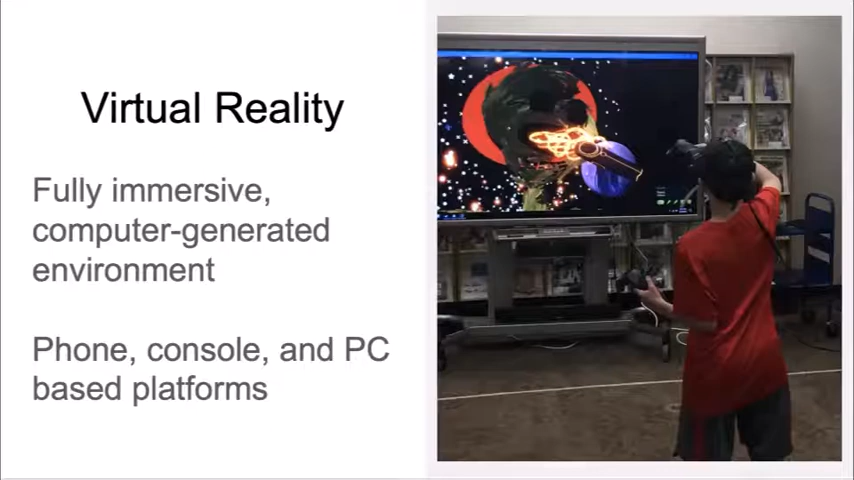 Virtual Reality
Fully immersive,
computer-generated
environment
Phone, console, and PC
based platforms